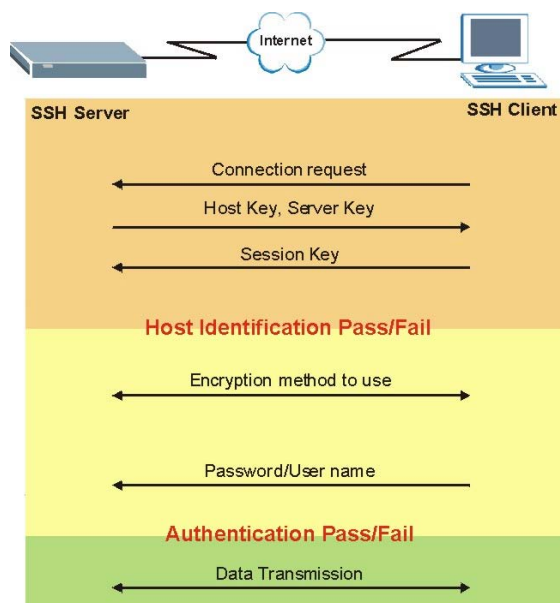 Internet
SSH Server
SSH Client
Connection request
Host Key, Server Key
Session Key
Host Identification Pass/Fail
Encryption method to use
Password/User name
Authentication Pass/Fail
Data Transmission